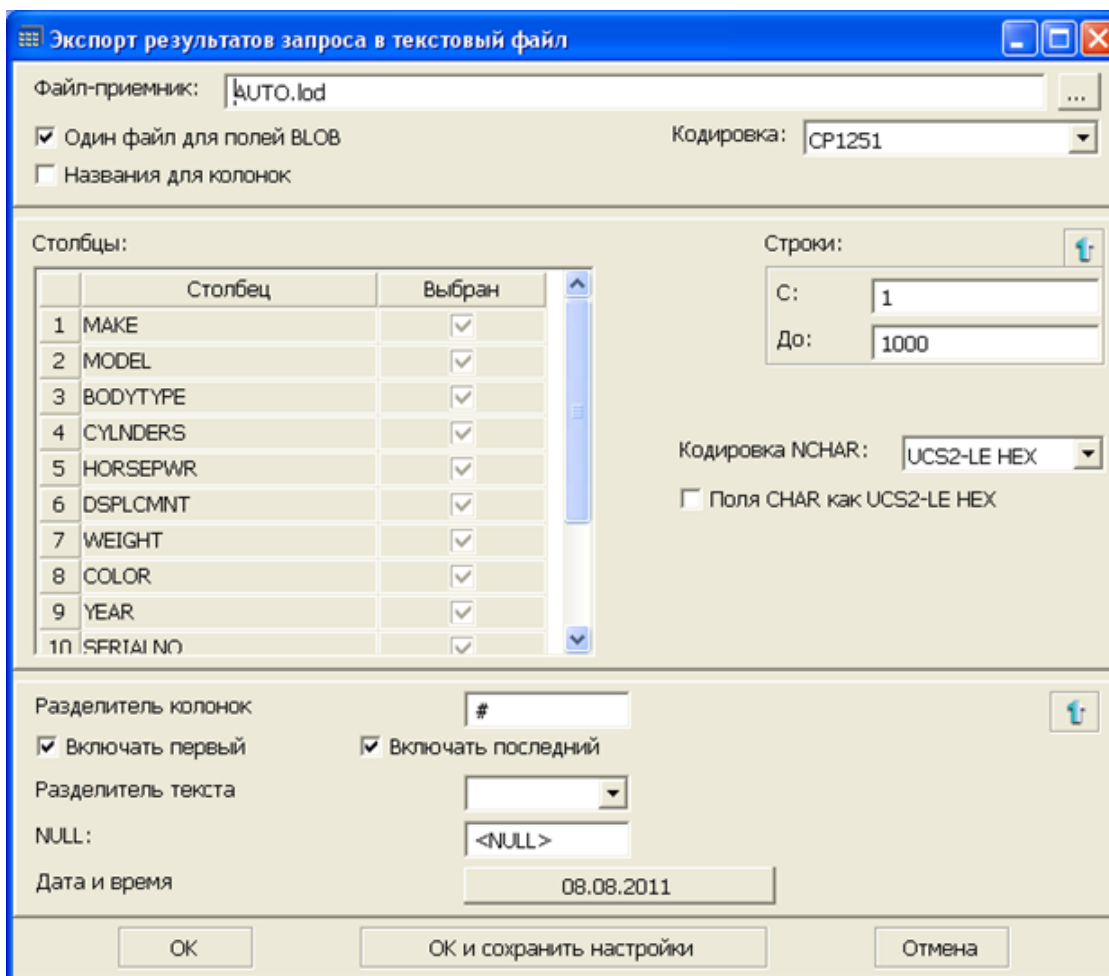 Экспорт результатов запроса в текстовый файл
Файл-приемник: AUTO.lod ...
Один файл для полей BLOB Кодировка: CP1251
Названия для колонок
Столбцы: Строки:
Столбец Выбран
С: 1
1 MAKE
До: 1000
2 MODEL
3 BODYTYPE
4 CYLNDERS
Кодировка NCHAR: UCS2-LE HEX
5 HORSEPWR
Поля CHAR как UCS2-LE HEX
6 DSPLCMNT
7 WEIGHT
8 COLOR
9 YEAR
10 SERIALNO
Разделитель колонок #
Включать первый Включать последний
Разделитель текста
NULL: <NULL>
Дата и время 08.08.2011
OK OK и сохранить настройки Отмена